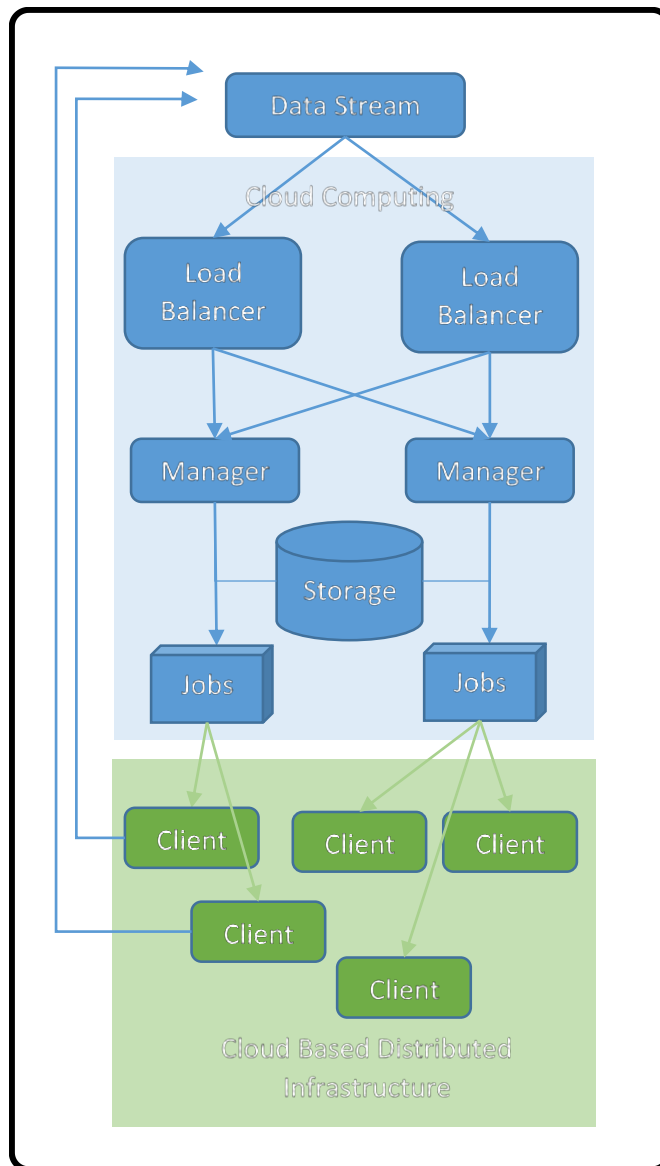 Data Stream
Cloud Computing
Load
Balancer
Load
Balancer
Manager
Manager
Storage
Jobs
Jobs
Client
Client
Client
Client
Client
Cloud Based Distributed
Infrastructure